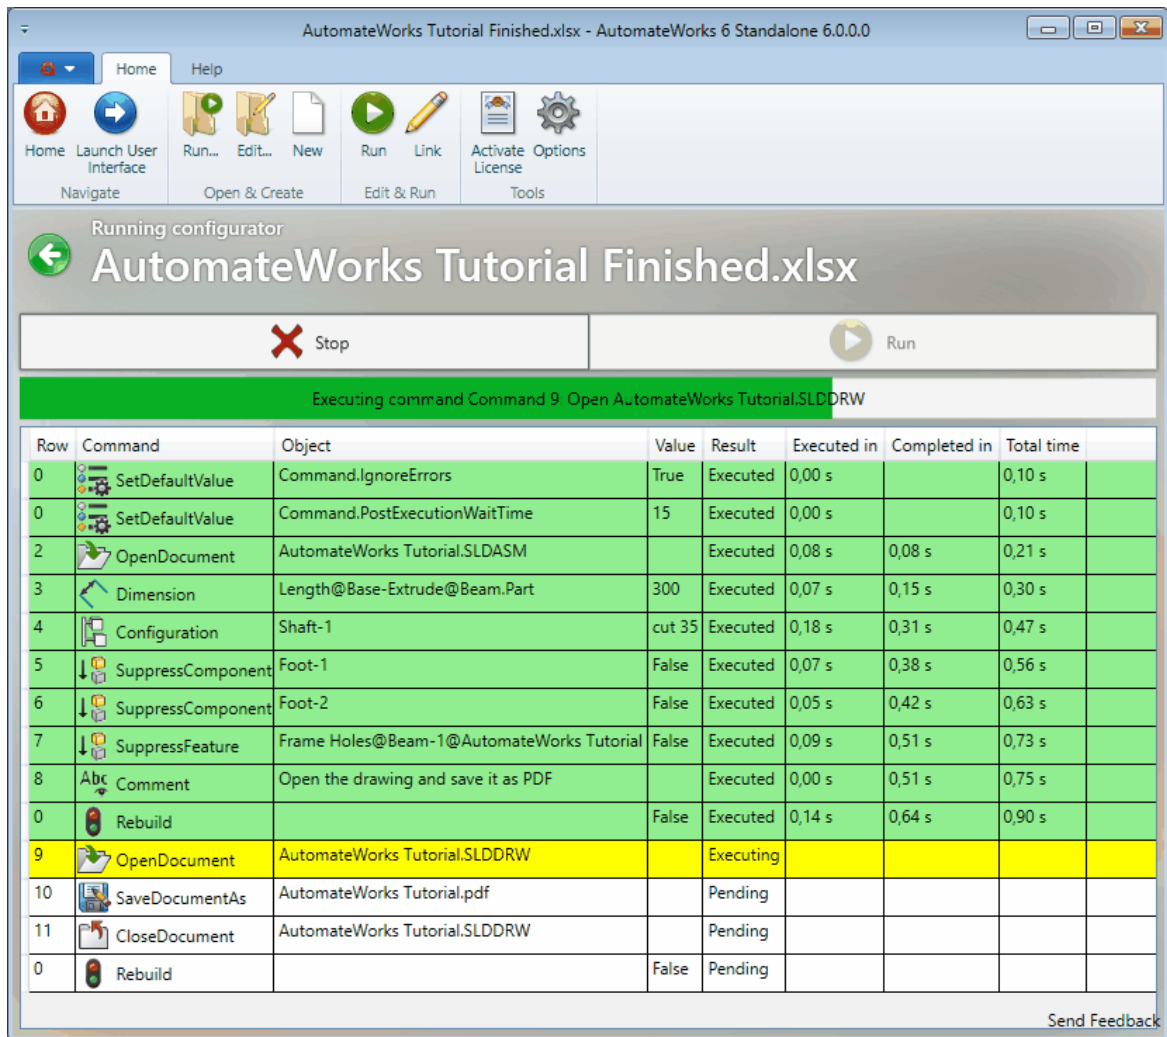 AutomateWorks Tutorial Finished.xlsx - AutomateWorks 6 Standalone 6.0.0.0
Home Help
Home Launch User Interface Run... Edit... New Run Link Activate License Options
Navigate Open & Create Edit & Run Tools
Running configurator
AutomateWorks Tutorial Finished.xlsx
Stop Run
Executing command Command 9: Open AutomateWorks Tutorial.SLDDRW
Row Command Object Value Result Executed in Completed in Total time
0 SetDefaultValue Command.IgnoreErrors True Executed 0,00 s 0,10 s
0 SetDefaultValue Command.PostExecutionWaitTime 15 Executed 0,00 s 0,10 s
2 OpenDocument AutomateWorks Tutorial.SLDASM Executed 0,08 s 0,08 s 0,21 s
3 Dimension Length@Base-Extrude@Beam.Part 300 Executed 0,07 s 0,15 s 0,30 s
4 Configuration Shaft-1 cut 35 Executed 0,18 s 0,31 s 0,47 s
5 SuppressComponent Foot-1 False Executed 0,07 s 0,38 s 0,56 s
6 SuppressComponent Foot-2 False Executed 0,05 s 0,42 s 0,63 s
7 SuppressFeature Frame Holes@Beam-1@AutomateWorks Tutorial False Executed 0,09 s 0,51 s 0,73 s
8 Abc Comment Open the drawing and save it as PDF Executed 0,00 s 0,51 s 0,75 s
0 Rebuild False Executed 0,14 s 0,64 s 0,90 s
9 OpenDocument AutomateWorks Tutorial.SLDDRW Executing
10 SaveDocumentAs AutomateWorks Tutorial.pdf Pending
11 CloseDocument AutomateWorks Tutorial.SLDDRW Pending
0 Rebuild False Pending
Send Feedback